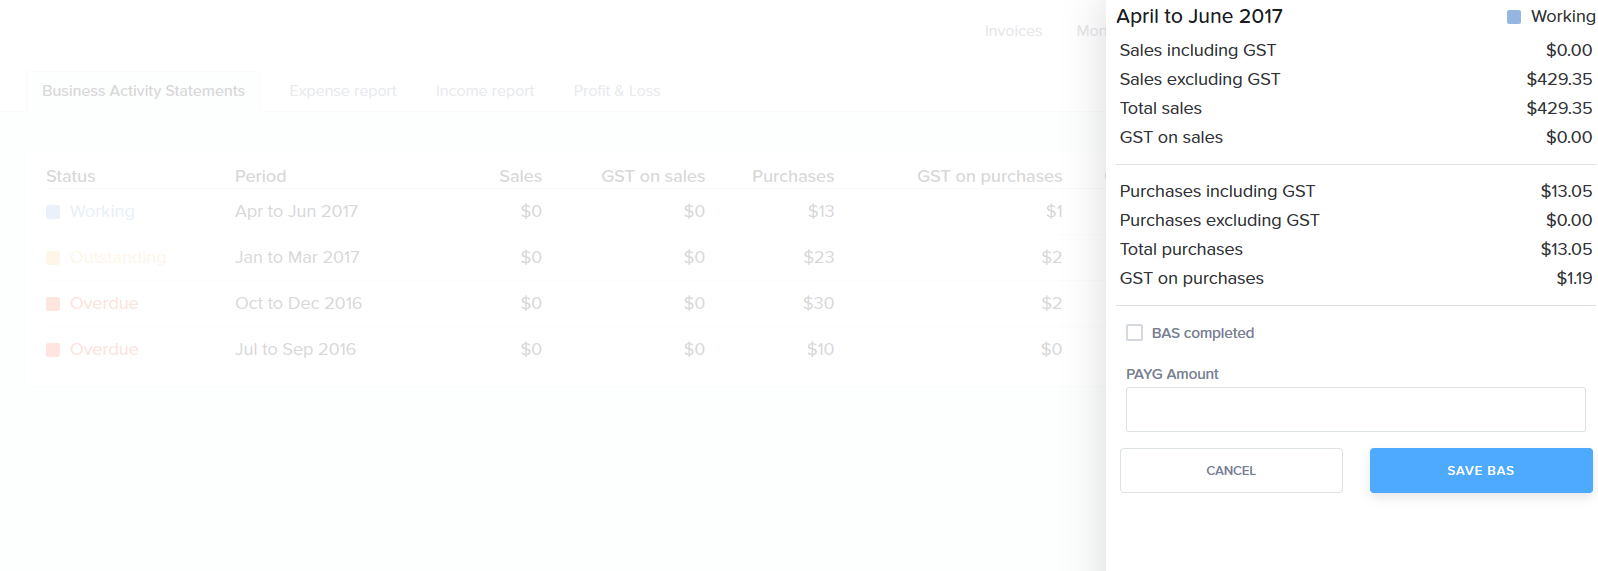 Invoices Mon
Business Activity Statements Expense report Income report Profit & Loss
Status Period Sales GST on sales Purchases GST on purchases
Working Apr to Jun 2017 $0 $0 $13 $1
Outstanding Jan to Mar 2017 $0 $0 $23 $2
Overdue Oct to Dec 2016 $0 $0 $30 $2
Overdue Jul to Sep 2016 $0 $0 $10 $0
April to June 2017 Working
Sales including GST $0.00
Sales excluding GST $429.35
Total sales $429.35
GST on sales $0.00
Purchases including GST $13.05
Purchases excluding GST $0.00
Total purchases $13.05
GST on purchases $1.19
BAS completed
PAYG Amount
CANCEL SAVE BAS